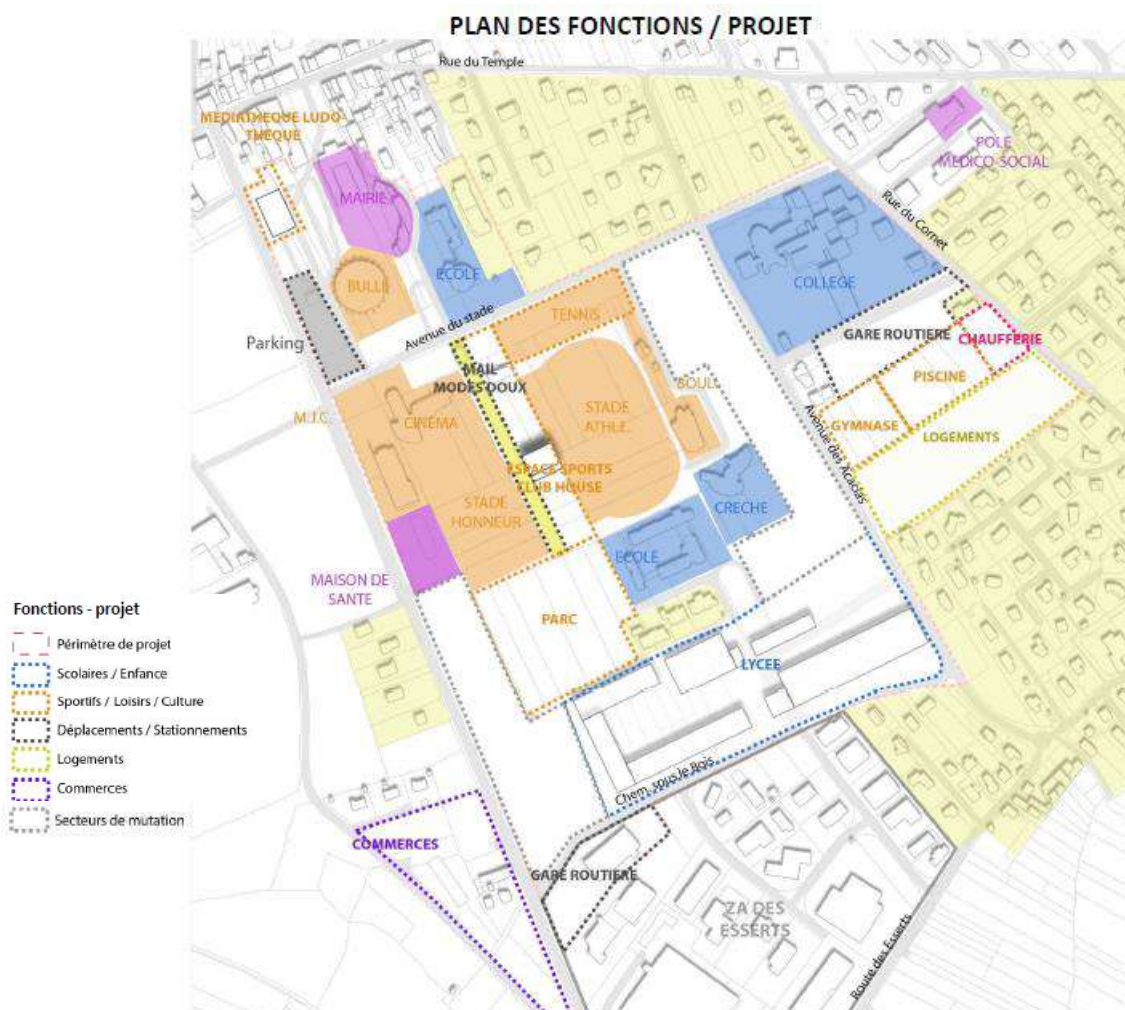 PLAN DES FONCTIONS / PROJET
Rue du Temple
MEDIATHEQUE LUDO-
THEQUE
MAIRIE
POLE
MEDICO-SOCIAL
Rue du Cornet
ECOLE
BULLE
COLLEGE
TENNIS
Avenue du stade
Parking
GARE ROUTIERE
CHAUFFERIE
MAIL
MODES DOUX
PISCINE
BOUL.
M.J.C.
CINEMA
STADE
ATHLE.
GYMNASE
LOGEMENTS
Avenue des Acacias
ESPACE SPORTS
CLUB HOUSE
STADE
HONNEUR
CRECHE
ECOLE
MAISON DE
SANTE
PARC
LYCEE
Fonctions - projet
Périmètre de projet
Scolaires / Enfance
Sportifs / Loisirs / Culture
Déplacements / Stationnements
Logements
Commerces
Secteurs de mutation
Chem. sous le Bois
COMMERCES
GARE ROUTIERE
ZA DES
ESSERTS
Route des Esserts